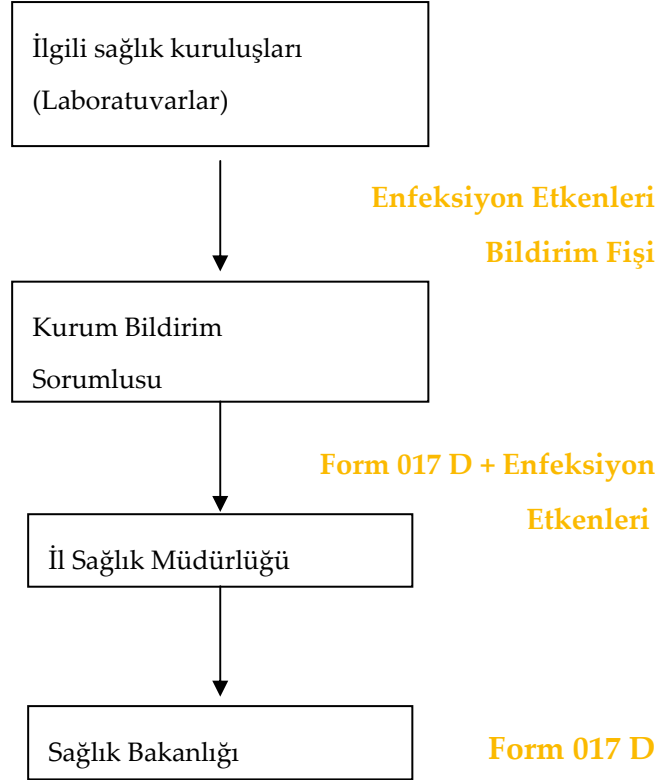 İlgili sağlık kuruluşları
(Laboratuvarlar)
Enfeksiyon Etkenleri
Bildirim Fişi
Kurum Bildirim
Sorumlusu
Form 017 D + Enfeksiyon
Etkenleri
İl Sağlık Müdürlüğü
Sağlık Bakanlığı
Form 017 D